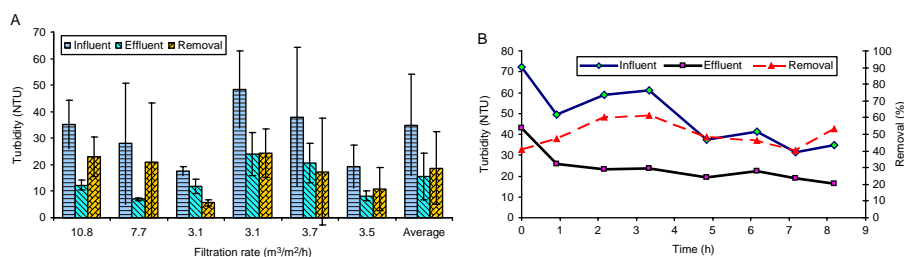 A
70
60
50
40
30
20
10
0
Turbidity (NTU)
Influent Effluent Removal
10.8 7.7 3.1 3.1 3.7 3.5 Average
Filtration rate (m³/m²/h)
B
80
70
60
50
40
30
20
10
0
Turbidity (NTU)
Influent Effluent Removal
100
90
80
70
60
50
40
30
20
10
0
Removal (%)
0 1 2 3 4 5 6 7 8 9
Time (h)